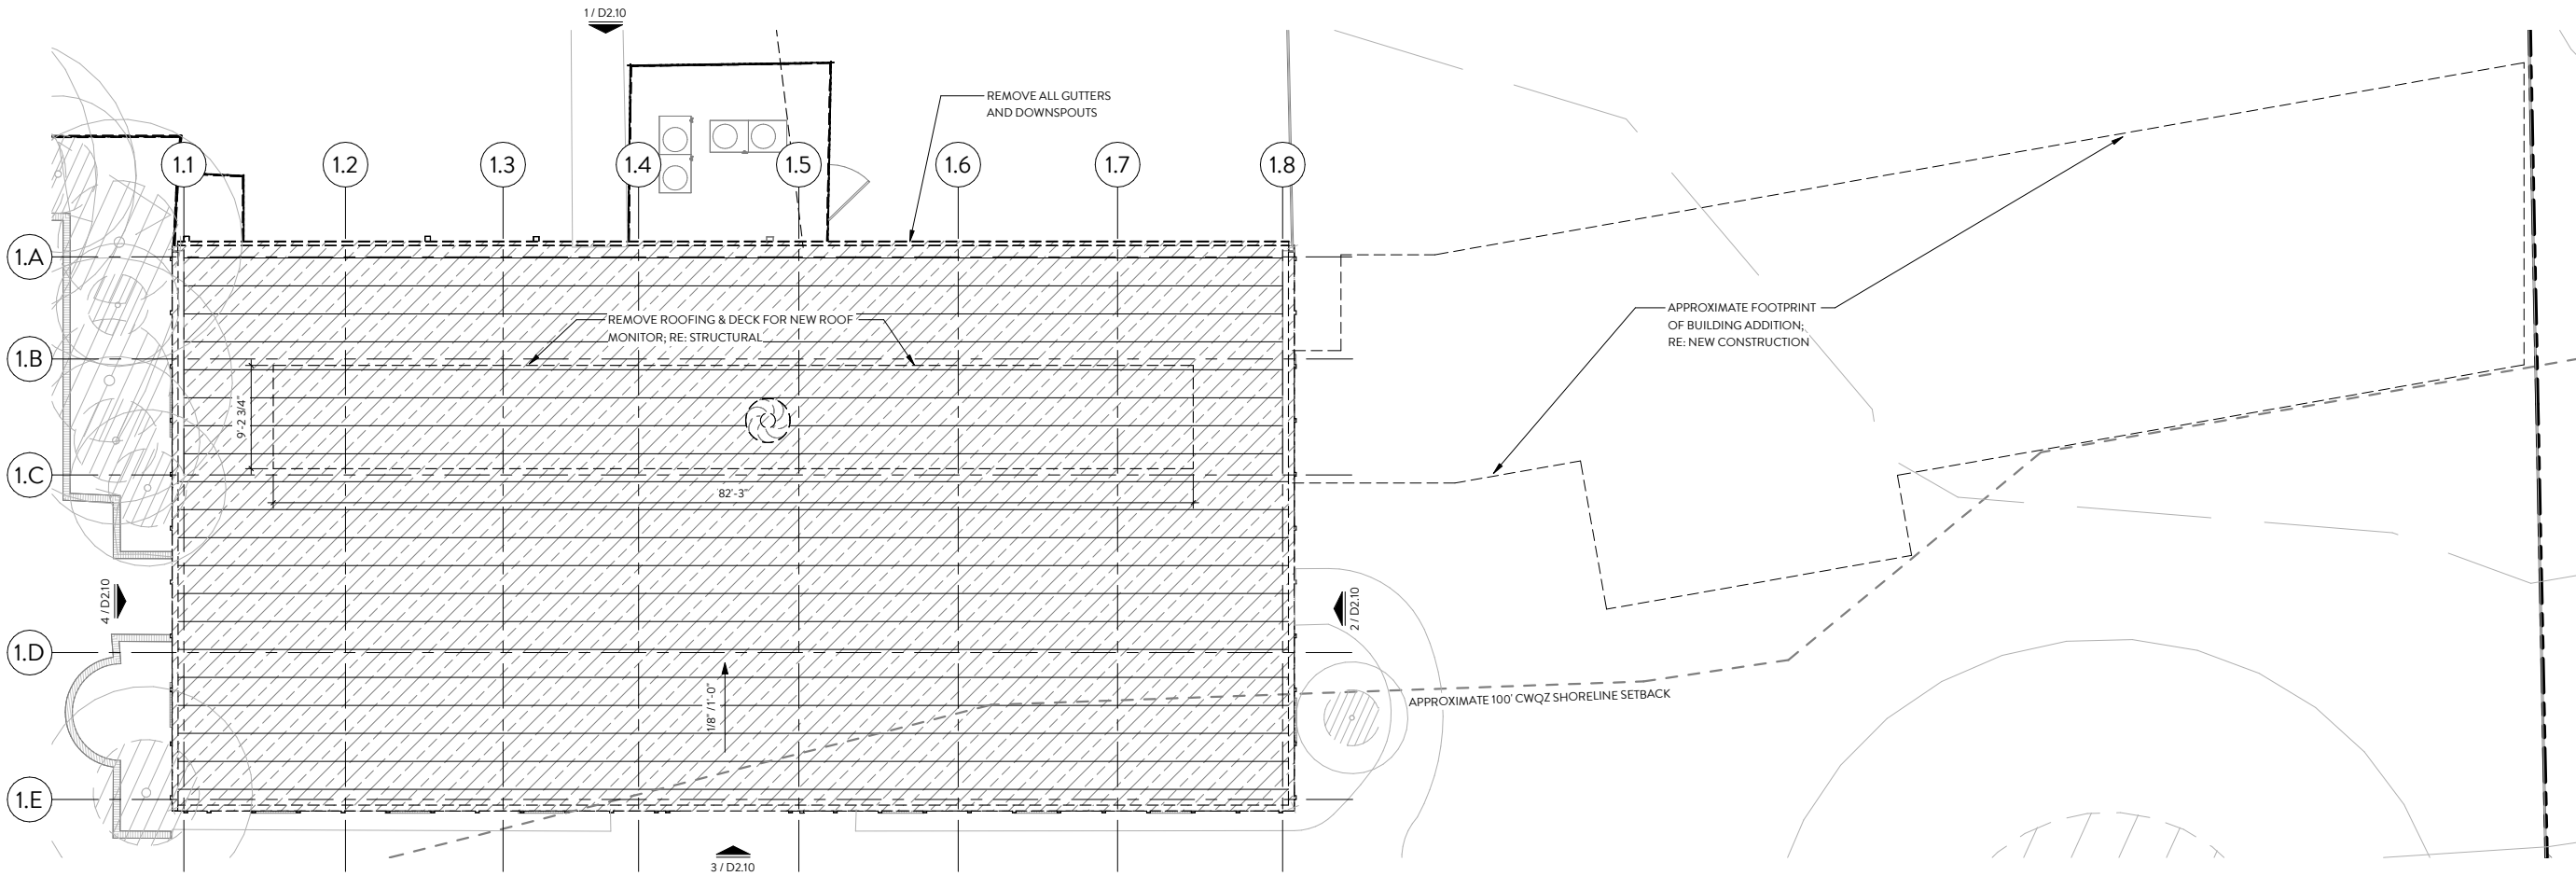 1 / D2.10
REMOVE ALL GUTTERS
AND DOWNSPOUTS
1.1
1.2
1.3
1.4
1.5
1.6
1.7
1.8
1.A
1.B
1.C
1.D
1.E
REMOVE ROOFING & DECK FOR NEW ROOF
MONITOR; RE: STRUCTURAL
9'-2 3/4"
82'-3"
APPROXIMATE FOOTPRINT
OF BUILDING ADDITION;
RE: NEW CONSTRUCTION
4 / D2.10
2 / D2.10
1/8" / 1'-0"
APPROXIMATE 100' CWQZ SHORELINE SETBACK
3 / D2.10